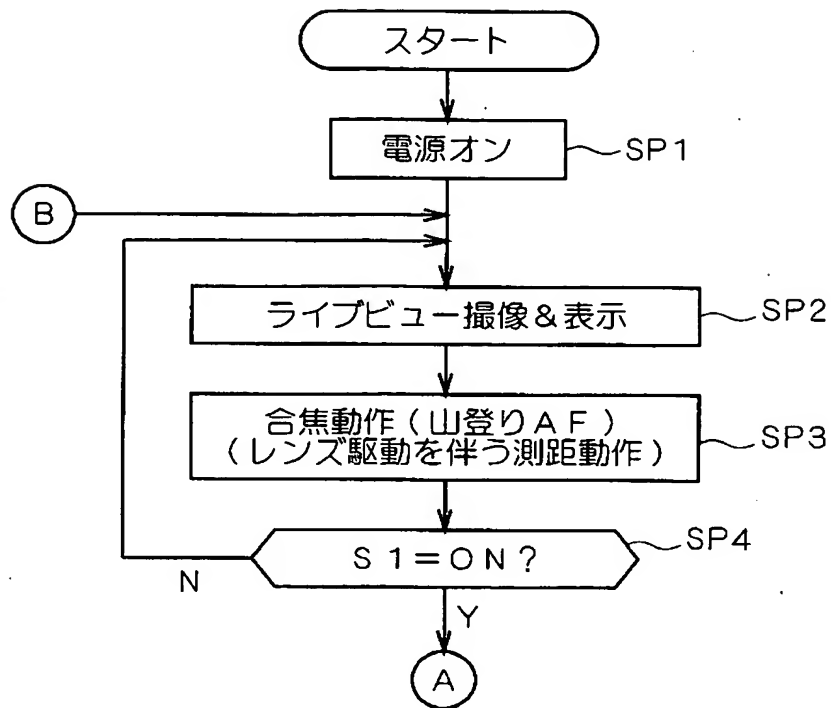 スタート
電源オン
SP1
B
ライブビュー撮像&表示
SP2
合焦動作(山登りAF)
(レンズ駆動を伴う測距動作)
SP3
S1=ON?
SP4
N
Y
A